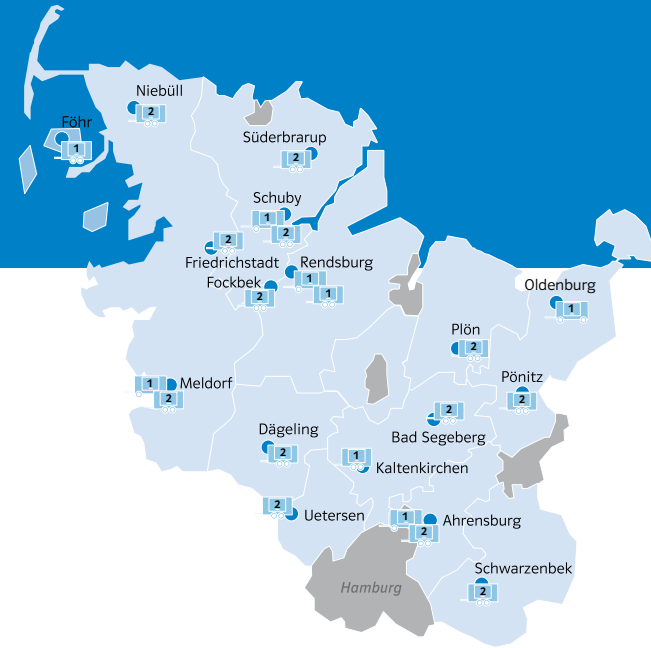 Niebüll
2
Föhr
1
Süderbrarup
2
Schuby
1
2
2
Friedrichstadt
Rendsburg
1
1
Fockbek
2
Oldenburg
1
Plön
2
Pönitz
2
1
Meldorf
2
2
Bad Segeberg
Dägeling
2
1
Kaltenkirchen
2
Uetersen
1
Ahrensburg
2
Schwarzenbek
2
Hamburg